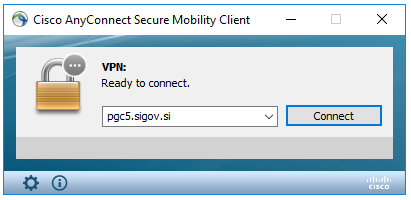 Cisco AnyConnect Secure Mobility Client
VPN:
Ready to connect.
pgc5.sigov.si
Connect
cisco